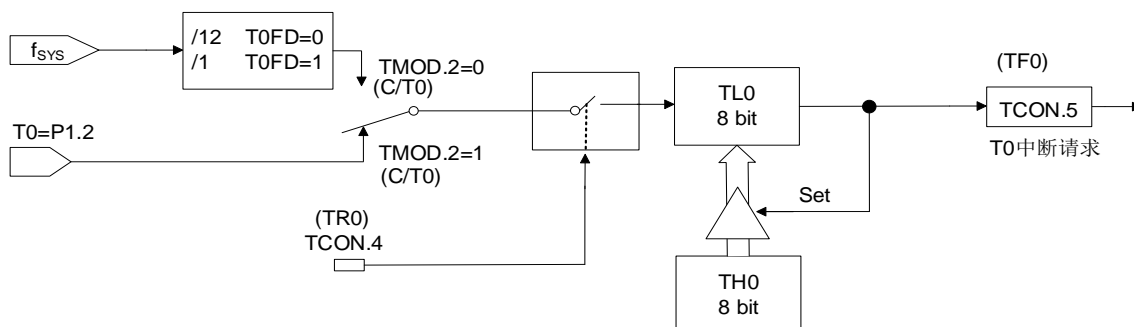 f_SYS
/12 T0FD=0
/1 T0FD=1
TMOD.2=0
(C/T0)
T0=P1.2
TMOD.2=1
(C/T0)
(TR0)
TCON.4
TL0
8 bit
Set
TH0
8 bit
(TF0)
TCON.5
T0中断请求